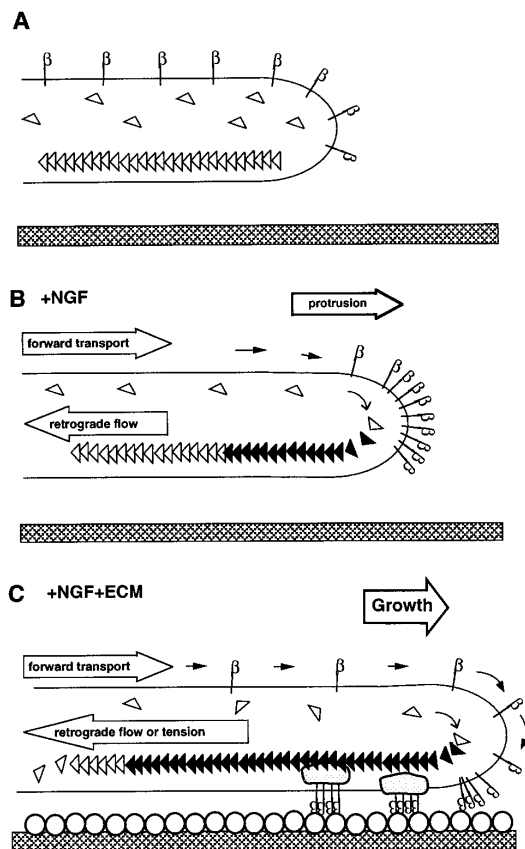 A
β β β β β β β β
B +NGF
protrusion
forward transport
β
β β β β β β β β β
retrograde flow
C +NGF+ECM
Growth
forward transport
β β β
β
retrograde flow or tension
β